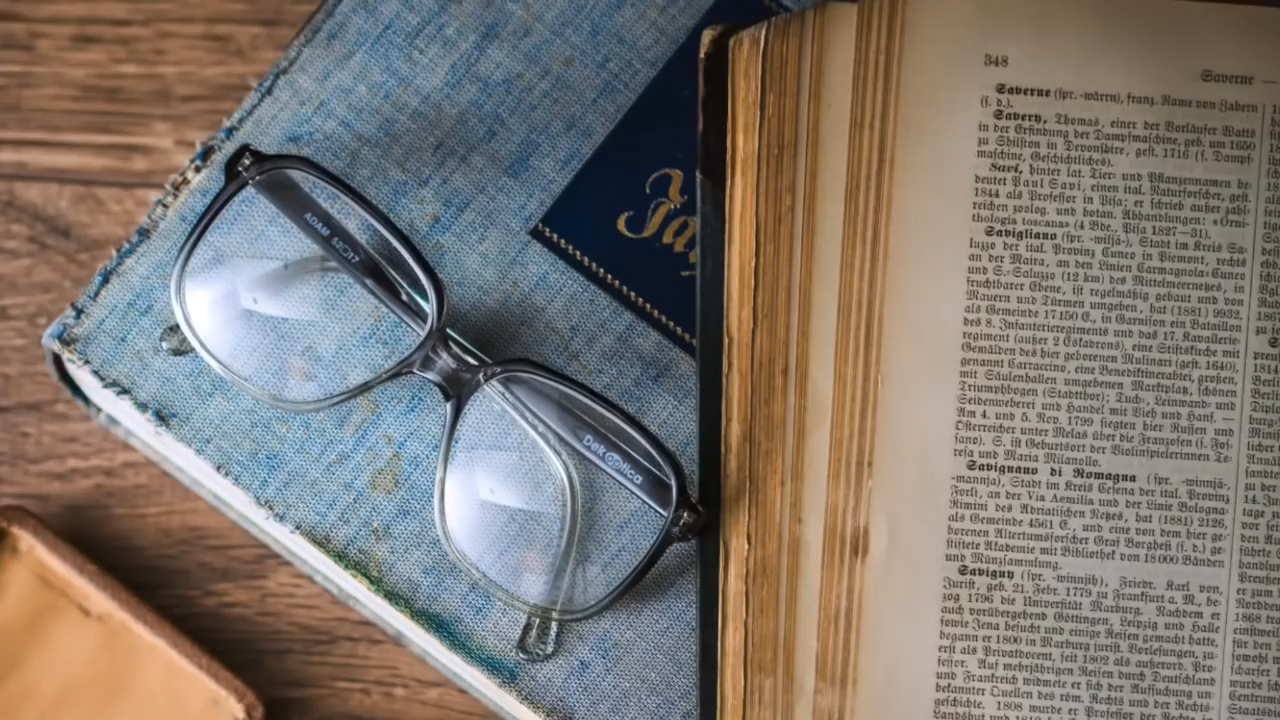 ADAM 52□17
Dekoptica
Ja
348
Saverne —
Saverne (spr. -wärrn), franz. Name von Zabern
(s. d.).
Savery, Thomas, einer der Vorläufer Watts
in der Erfindung der Dampfmaschine, geb. um 1650
zu Shilston in Devonshire, gest. 1716 (s. Dampf-
maschine, Geschichtliches).
Savi, hinter lat. Tier- und Pflanzennamen be-
deutet Paul Savi, einen ital. Naturforscher, gest.
1844 als Professor in Pisa; er schrieb außer zahl-
reichen zoolog. und botan. Abhandlungen: «Orni-
thologia toscana» (4 Bde., Pisa 1827—31).
Savigliano (spr. -wiljá-), Stadt im Kreis Sa-
luzzo der ital. Provinz Cuneo in Piemont, rechts
an der Maira, an den Linien Carmagnola-Cuneo
und S.-Saluzzo (12 km) des Mittelmeernetzes, in
fruchtbarer Ebene, ist regelmäßig gebaut und von
Mauern und Türmen umgeben, hat (1881) 9932,
als Gemeinde 17150 E., in Garnison ein Bataillon
des 8. Infanterieregiments und das 17. Kavallerie-
regiment (außer 2 Eskadrons), eine Stiftskirche mit
Gemälden des hier geborenen Mulinari (gest. 1640),
genannt Carraccino, eine Benediktinerabtei, großen,
mit Säulenhallen umgebenen Marktplatz, schönen
Triumphbogen (Stadtthor); Tuch-, Leinwand- und
Seidenweberei und Handel mit Vieh und Hanf. —
Am 4. und 5. Nov. 1799 siegten hier Russen und
Österreicher unter Melas über die Franzosen (s. Fos-
sano). S. ist Geburtsort der Violinspielerinnen Te-
resa und Maria Milanollo.
Savignano di Romagna (spr. -winnjá-,
-mannja), Stadt im Kreis Cesena der ital. Provinz
Forli, an der Via Aemilia und der Linie Bologna-
Rimini des Adriatischen Netzes, hat (1881) 2126,
als Gemeinde 4561 E., und eine von dem hier ge-
borenen Altertumsforscher Graf Borghesi (s. d.) ge-
stiftete Akademie mit Bibliothek von 18000 Bänden
und Münzsammlung.
Savigny (spr. -winnjih), Friedr. Karl von,
Jurist, geb. 21. Febr. 1779 zu Frankfurt a. M., be-
zog 1796 die Universität Marburg. Nachdem er
auch vorübergehend Göttingen, Leipzig und Halle
sowie Jena besucht und einige Reisen gemacht hatte,
begann er 1800 in Marburg jurist. Vorlesungen, zu-
erst als Privatdocent, seit 1802 als außerord. Pro-
fessor. Auf mehrjährigen Reisen durch Deutschland
und Frankreich widmete er sich der Aufsuchung un-
bekannter Quellen des röm. Rechts und der Rechts-
geschichte. 1808 wurde er Professor der Rechte in